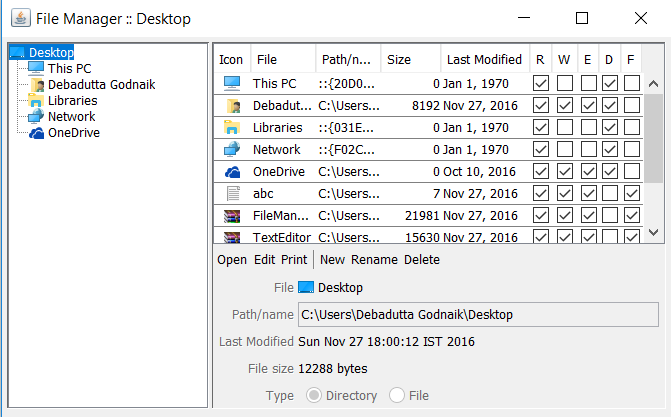 File Manager :: Desktop
Desktop
This PC
Debadutta Godnaik
Libraries
Network
OneDrive
Icon File Path/n... Size Last Modified R W E D F
This PC ::{20D0... 0 Jan 1, 1970
Debadut... C:\Users... 8192 Nov 27, 2016
Libraries ::{031E... 0 Jan 1, 1970
Network ::{F02C... 0 Jan 1, 1970
OneDrive C:\Users... 0 Oct 10, 2016
abc C:\Users... 7 Nov 27, 2016
FileMan... C:\Users... 21981 Nov 27, 2016
TextEditor C:\Users... 15630 Nov 27, 2016
Open Edit Print New Rename Delete
File Desktop
Path/name C:\Users\Debadutta Godnaik\Desktop
Last Modified Sun Nov 27 18:00:12 IST 2016
File size 12288 bytes
Type Directory File